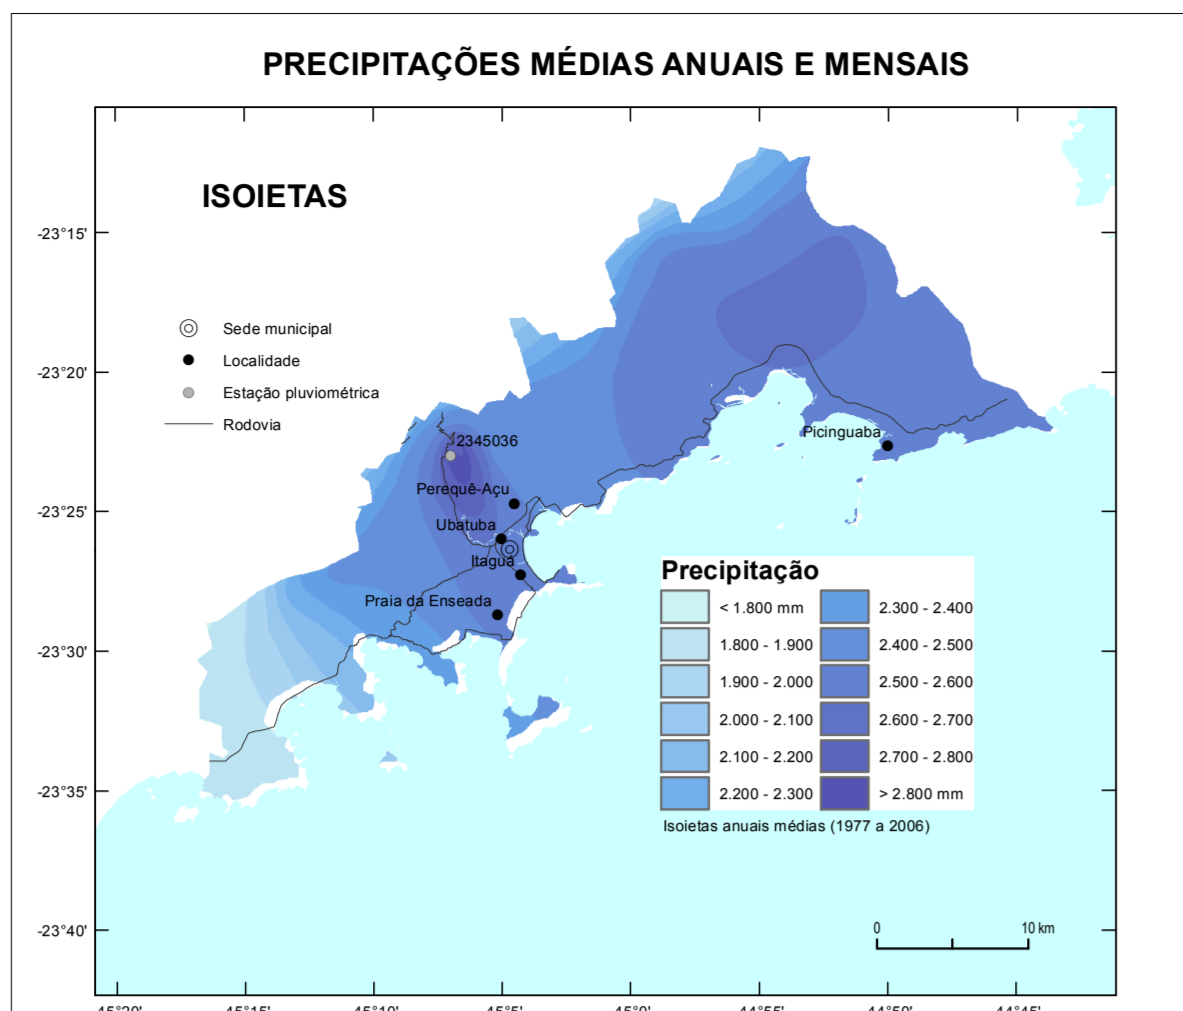 PRECIPITAÇÕES MÉDIAS ANUAIS E MENSAIS
ISOIETAS
Sede municipal
Localidade
Estação pluviométrica
Rodovia
-23°15'
-23°20'
-23°25'
-23°30'
-23°35'
-23°40'
2345036
Perequê-Açu
Ubatuba
Itaguá
Praia da Enseada
Picinguaba
Precipitação
< 1.800 mm
1.800 - 1.900
1.900 - 2.000
2.000 - 2.100
2.100 - 2.200
2.200 - 2.300
2.300 - 2.400
2.400 - 2.500
2.500 - 2.600
2.600 - 2.700
2.700 - 2.800
> 2.800 mm
Isoietas anuais médias (1977 a 2006)
0 10 km